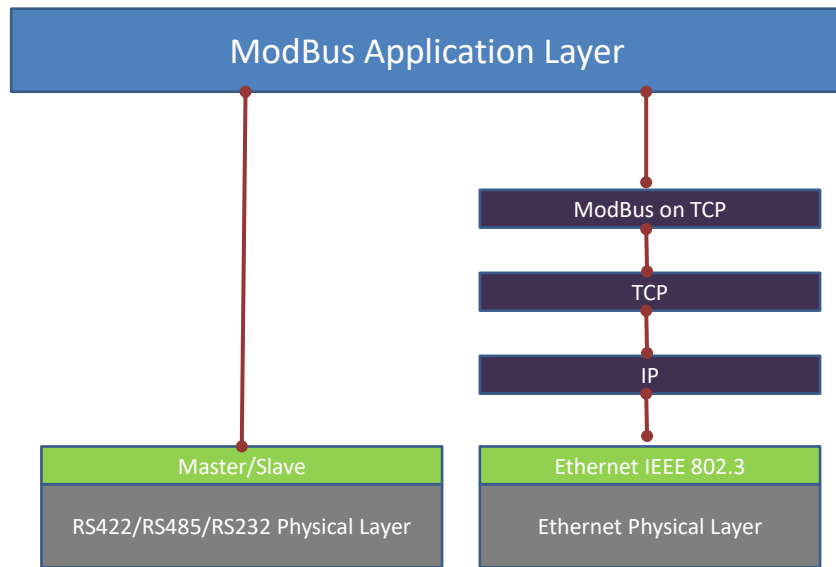 ModBus Application Layer
ModBus on TCP
TCP
IP
Master/Slave
Ethernet IEEE 802.3
RS422/RS485/RS232 Physical Layer
Ethernet Physical Layer